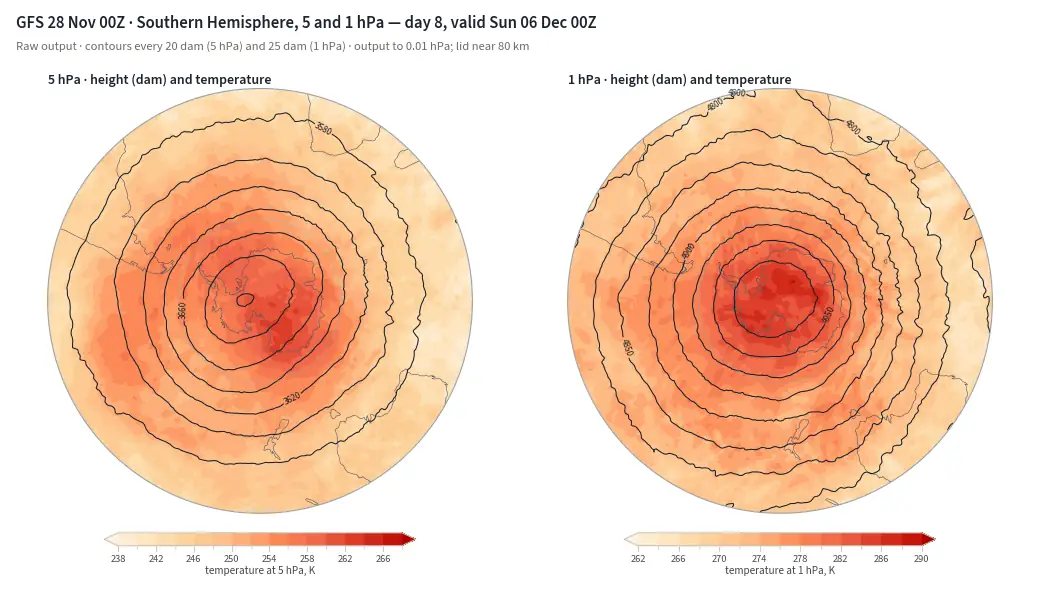 GFS 28 Nov 00Z · Southern Hemisphere, 5 and 1 hPa — day 8, valid Sun 06 Dec 00Z
Raw output · contours every 20 dam (5 hPa) and 25 dam (1 hPa) · output to 0.01 hPa; lid near 80 km
5 hPa · height (dam) and temperature
1 hPa · height (dam) and temperature
3580
3660
3620
4800
4800
4800
4850
238 242 246 250 254 258 262 266
temperature at 5 hPa, K
262 266 270 274 278 282 286 290
temperature at 1 hPa, K